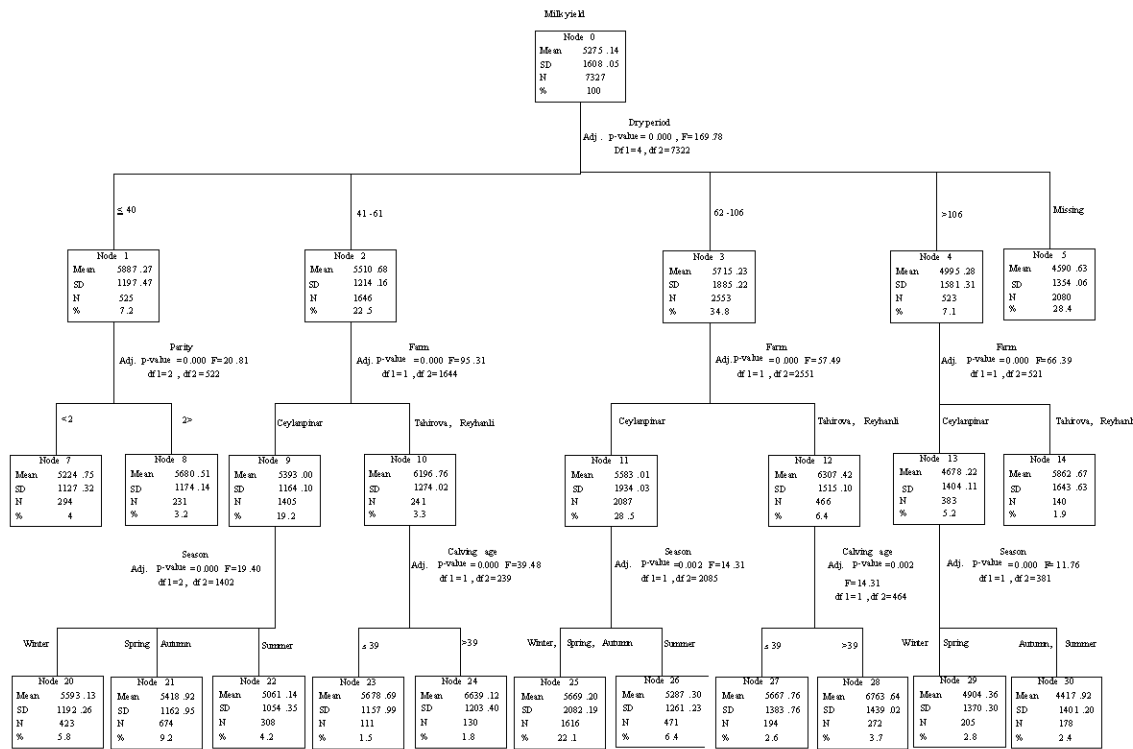 Milk yield
Node 0
Mean 5275 .14
SD 1608 .05
N 7327
% 100
Dry period
Adj . p-value = 0.000 , F=169.78
Df 1=4 , df 2=7322
≤ 40
41 -61
62 -106
>106
Missing
Node 1
Mean 5887 .27
SD 1197 .47
N 525
% 7.2
Node 2
Mean 5510 .68
SD 1214 .16
N 1646
% 22 .5
Node 3
Mean 5715 .23
SD 1885 .22
N 2553
% 34.8
Node 4
Mean 4995 .28
SD 1581 .31
N 523
% 7.1
Node 5
Mean 4590 .63
SD 1354 .06
N 2080
% 28.4
Parity
Adj. p-value =0.000 F=20.81
df 1=2 , df 2=522
Farm
Adj. p-value =0.000 F=95.31
df 1=1 , df 2=1644
Farm
Adj. p-value =0.000 F=57.49
df 1=1 , df 2=2551
Farm
Adj. p-value =0.000 F=66.39
df 1=1 , df 2=521
<2
2>
Ceylanpinar
Tahirova, Reyhanli
Ceylanpinar
Tahirova, Reyhanli
Ceylanpinar
Tahirova, Reyhanli
Node 7
Mean 5224 .75
SD 1127 .32
N 294
% 4
Node 8
Mean 5680 .51
SD 1174 .14
N 231
% 3.2
Node 9
Mean 5393 .00
SD 1164 .10
N 1405
% 19.2
Node 10
Mean 6196 .76
SD 1274 .02
N 241
% 3.3
Node 11
Mean 5583 .01
SD 1934 .03
N 2087
% 28 .5
Node 12
Mean 6307 .42
SD 1515 .10
N 466
% 6.4
Node 13
Mean 4678 .22
SD 1404 .11
N 383
% 5.2
Node 14
Mean 5862 .67
SD 1643 .63
N 140
% 1.9
Season
Adj. p-value =0.000 F=19.40
df 1=2, df 2=1402
Calving age
Adj. p-value =0.000 F=39.48
df 1=1 , df 2=239
Season
Adj. p-value =0.002 F=14.31
df 1=1 , df 2=2085
Calving age
Adj. p-value =0.002
F=14.31
df 1=1 , df 2=464
Season
Adj. p-value =0.000 F= 11.76
df 1=1 , df 2=381
Winter
Spring Autumn
Summer
≤ 39
>39
Winter, Spring, Autumn
Summer
≤ 39
>39
Winter Spring
Autumn, Summer
Node 20
Mean 5593 .13
SD 1192 .26
N 423
% 5.8
Node 21
Mean 5418 .92
SD 1162 .95
N 674
% 9.2
Node 22
Mean 5061 .14
SD 1054 .35
N 308
% 4.2
Node 23
Mean 5678 .69
SD 1157 .99
N 111
% 1.5
Node 24
Mean 6639 .12
SD 1203 .40
N 130
% 1.8
Node 25
Mean 5669 .20
SD 2082 .19
N 1616
% 22.1
Node 26
Mean 5287 .30
SD 1261 .23
N 471
% 6.4
Node 27
Mean 5667 .76
SD 1383 .76
N 194
% 2.6
Node 28
Mean 6763 .64
SD 1439 .02
N 272
% 3.7
Node 29
Mean 4904 .36
SD 1370 .30
N 205
% 2.8
Node 30
Mean 4417 .92
SD 1401 .20
N 178
% 2.4